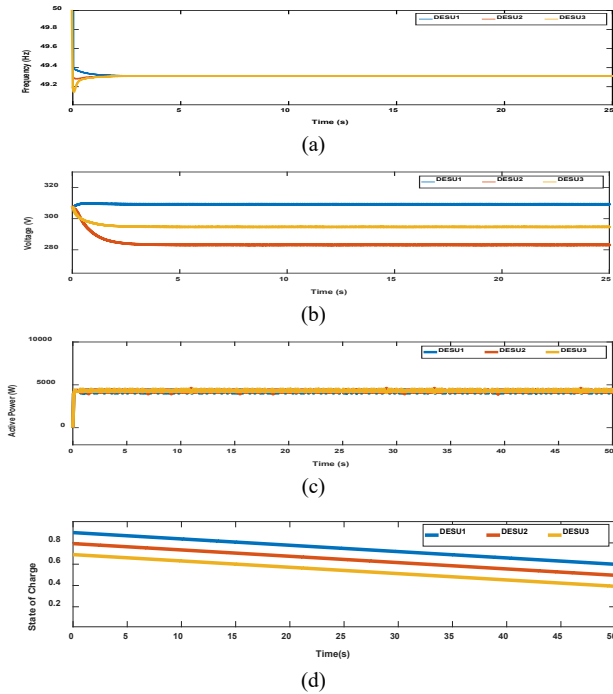 50
49.8
49.6
49.4
49.2
Frequency (Hz)
DESU1 DESU2 DESU3
0 5 10 15 20 25
Time (s)
(a)
320
300
280
Voltage (V)
DESU1 DESU2 DESU3
0 5 10 15 20 25
Time (s)
(b)
10000
5000
0
Active Power (W)
DESU1 DESU2 DESU3
0 5 10 15 20 25 30 35 40 45 50
Time (s)
(c)
0.8
0.6
0.4
0.2
State of Charge
DESU1 DESU2 DESU3
0 5 10 15 20 25 30 35 40 45 50
Time(s)
(d)